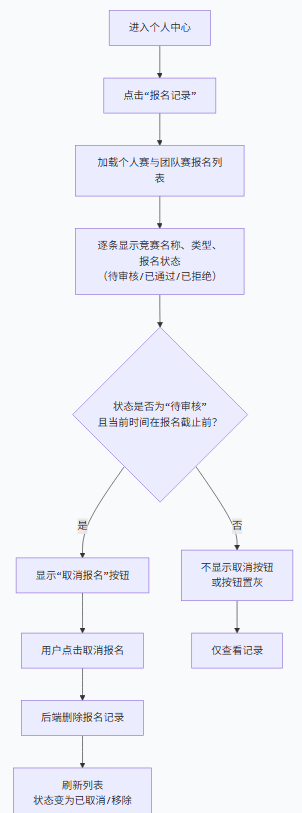 进入个人中心
点击“报名记录”
加载个人赛与团队赛报名列
表
逐条显示竞赛名称、类型、
报名状态
（待审核/已通过/已拒绝）
状态是否为“待审核”
且当前时间在报名截止前？
是
否
显示“取消报名”按钮
不显示取消按钮
或按钮置灰
用户点击取消报名
仅查看记录
后端删除报名记录
刷新列表
状态变为已取消/移除